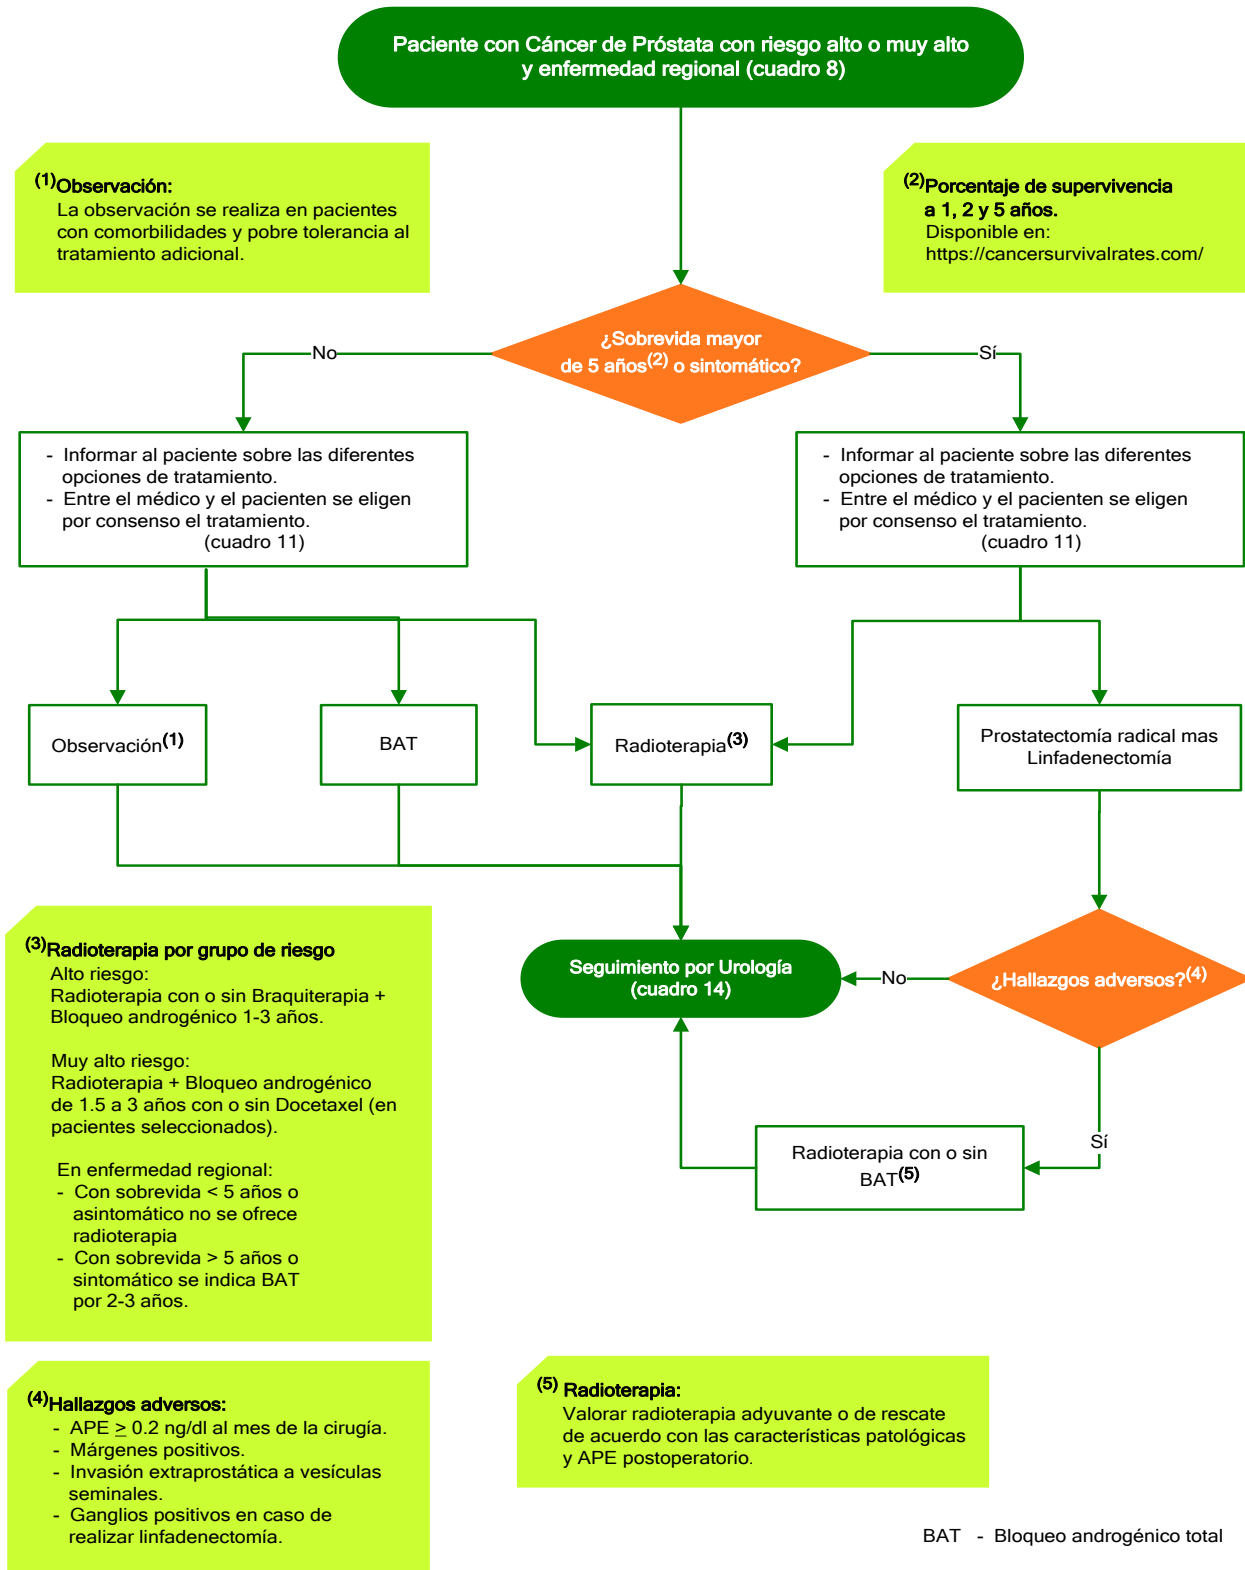 Paciente con Cáncer de Próstata con riesgo alto o muy alto
y enfermedad regional (cuadro 8)
(1)Observación:
La observación se realiza en pacientes
con comorbilidades y pobre tolerancia al
tratamiento adicional.
(2)Porcentaje de supervivencia
a 1, 2 y 5 años.
Disponible en:
https://cancersurvivalrates.com/
¿Sobrevida mayor
de 5 años(2) o sintomático?
No
Sí
- Informar al paciente sobre las diferentes
opciones de tratamiento.
- Entre el médico y el pacienten se eligen
por consenso el tratamiento.
(cuadro 11)
- Informar al paciente sobre las diferentes
opciones de tratamiento.
- Entre el médico y el pacienten se eligen
por consenso el tratamiento.
(cuadro 11)
Observación(1)
BAT
Radioterapia(3)
Prostatectomía radical mas
Linfadenectomía
(3)Radioterapia por grupo de riesgo
Alto riesgo:
Radioterapia con o sin Braquiterapia +
Bloqueo androgénico 1-3 años.
Muy alto riesgo:
Radioterapia + Bloqueo androgénico
de 1.5 a 3 años con o sin Docetaxel (en
pacientes seleccionados).
En enfermedad regional:
- Con sobrevida < 5 años o
asintomático no se ofrece
radioterapia
- Con sobrevida > 5 años o
sintomático se indica BAT
por 2-3 años.
Seguimiento por Urología
(cuadro 14)
No
¿Hallazgos adversos?(4)
Sí
Radioterapia con o sin
BAT(5)
(4)Hallazgos adversos:
- APE ≥ 0.2 ng/dl al mes de la cirugía.
- Márgenes positivos.
- Invasión extraprostática a vesículas
seminales.
- Ganglios positivos en caso de
realizar linfadenectomía.
(5) Radioterapia:
Valorar radioterapia adyuvante o de rescate
de acuerdo con las características patológicas
y APE postoperatorio.
BAT - Bloqueo androgénico total